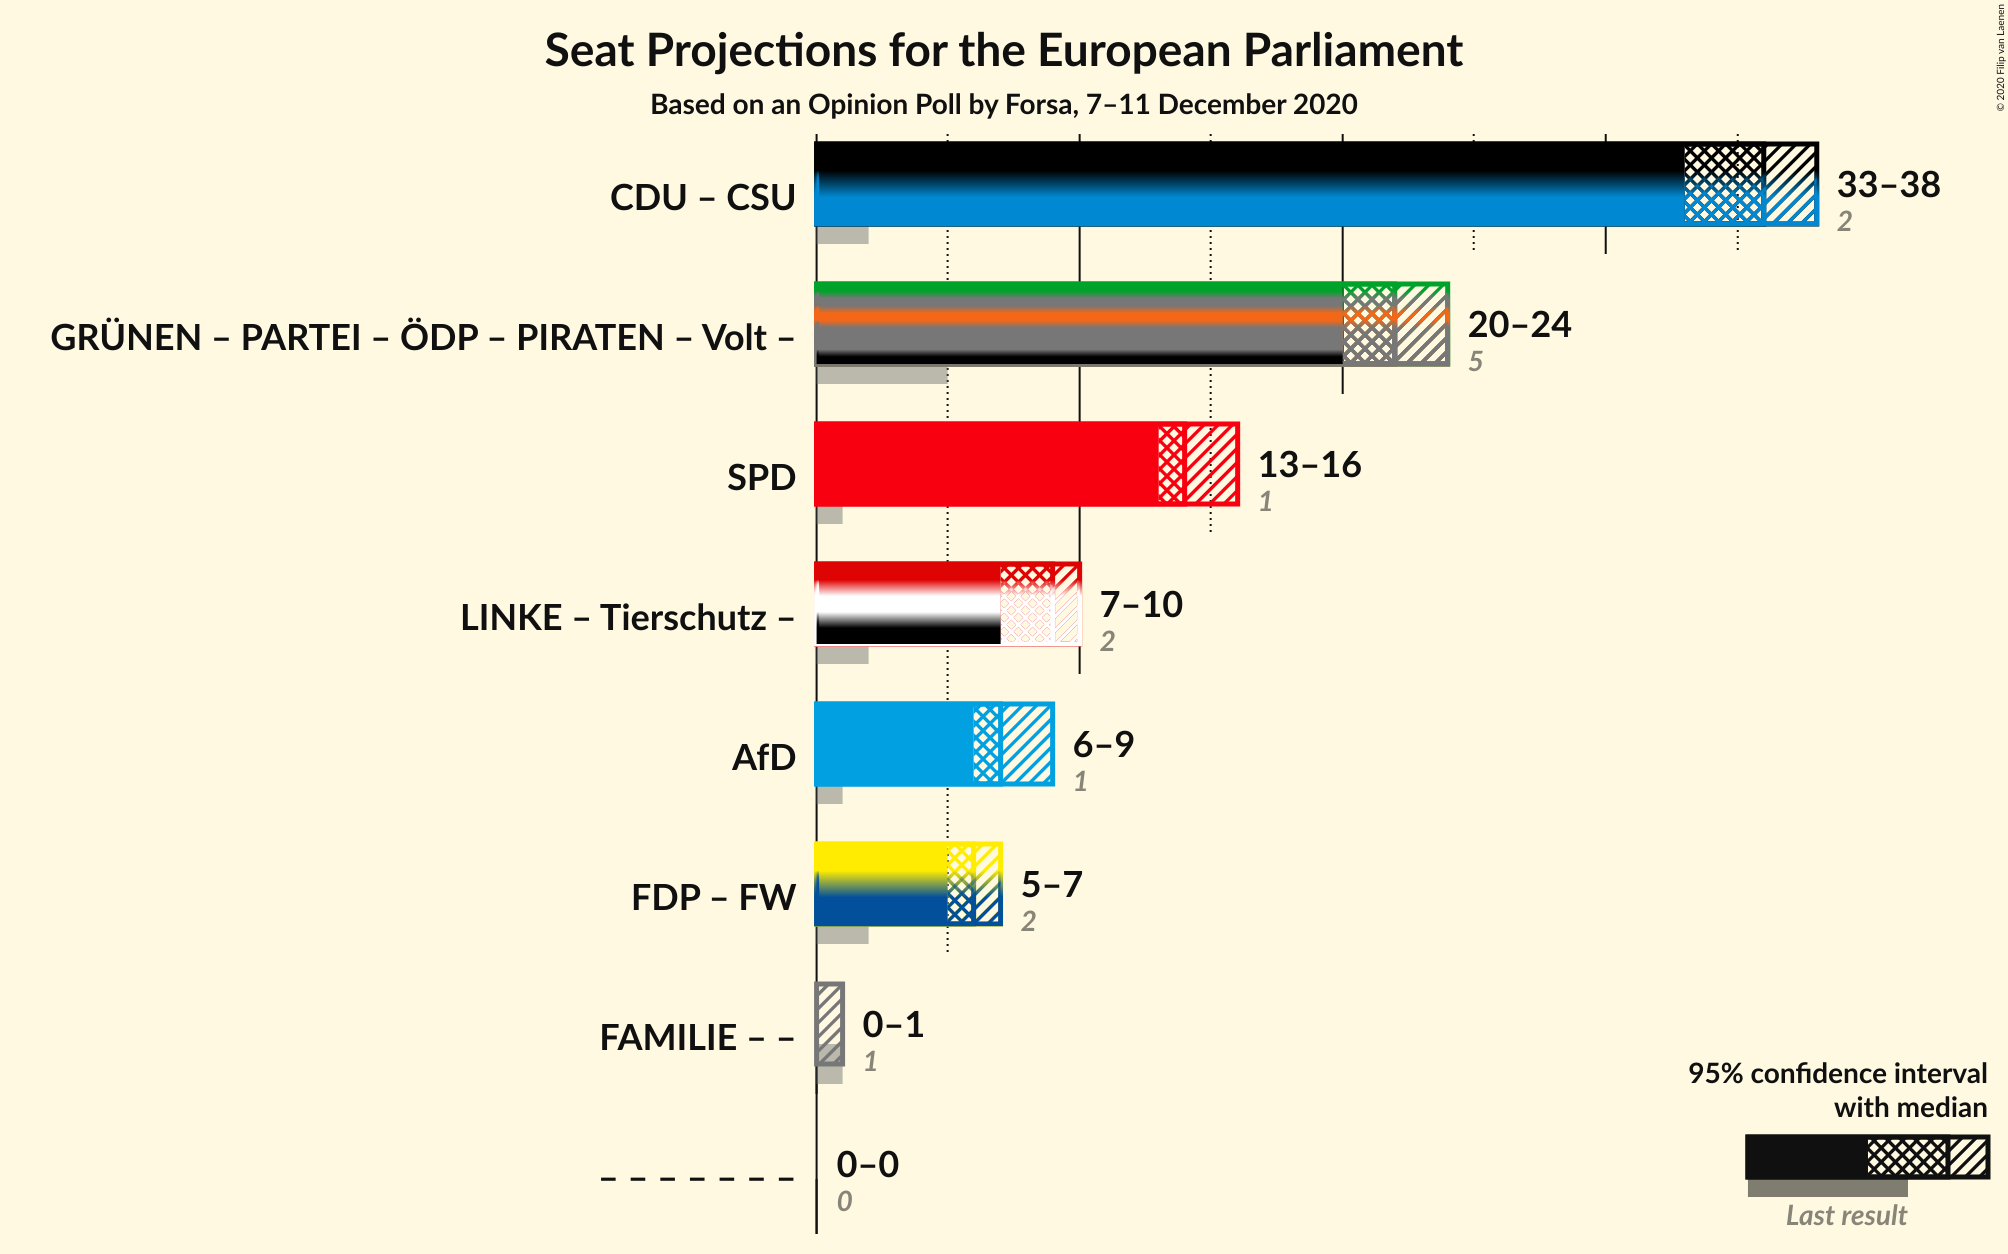 Seat Projections for the European Parliament
Based on an Opinion Poll by Forsa, 7–11 December 2020
© 2020 Filip van Laenen
CDU – CSU
33–38
2
GRÜNEN – PARTEI – ÖDP – PIRATEN – Volt –
20–24
5
SPD
13–16
1
LINKE – Tierschutz –
7–10
2
AfD
6–9
1
FDP – FW
5–7
2
FAMILIE – –
0–1
1
– – – – – – –
0–0
0
95% confidence interval
with median
Last result